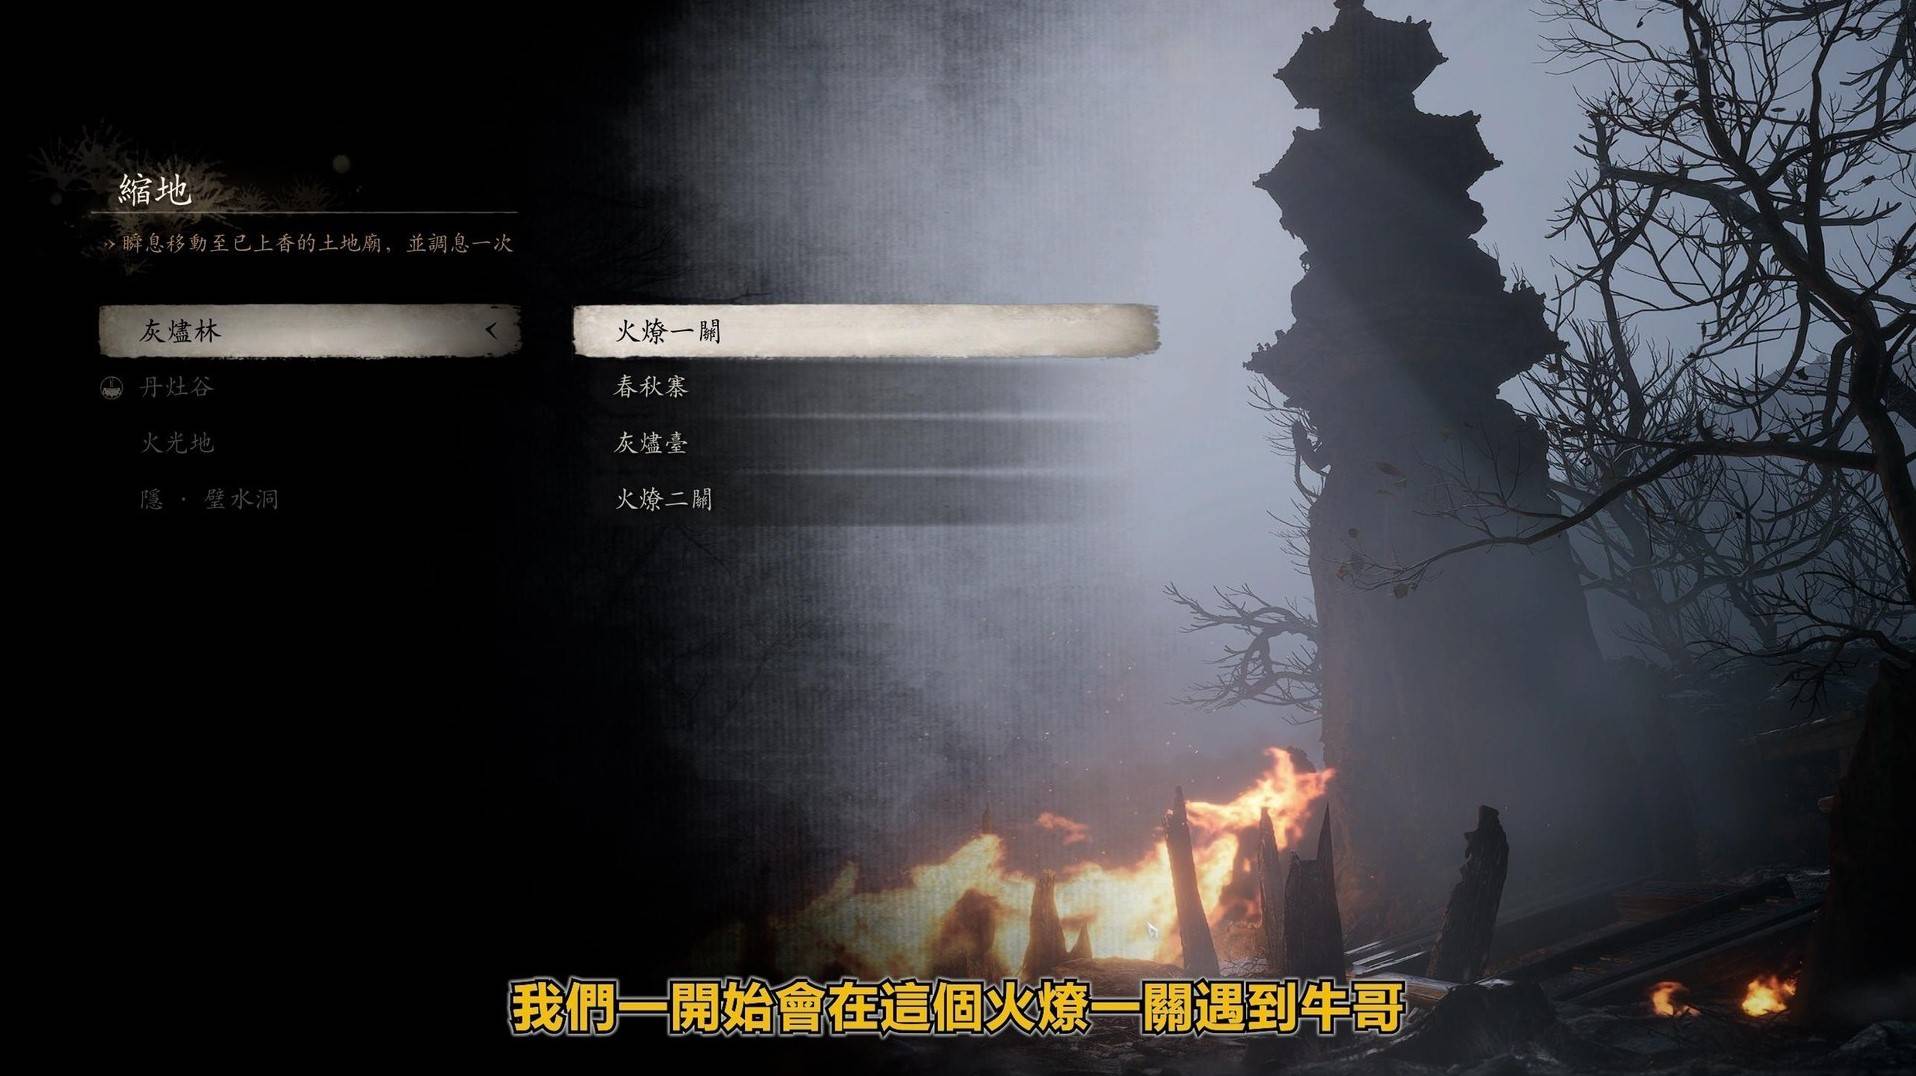 縮地
瞬息移動至已上香的土地廟，並調息一次
灰燼林
丹灶谷
火光地
隱 · 璧水洞
火燎一關
春秋寨
灰燼臺
火燎二關
我們一開始會在這個火燎一關遇到牛哥